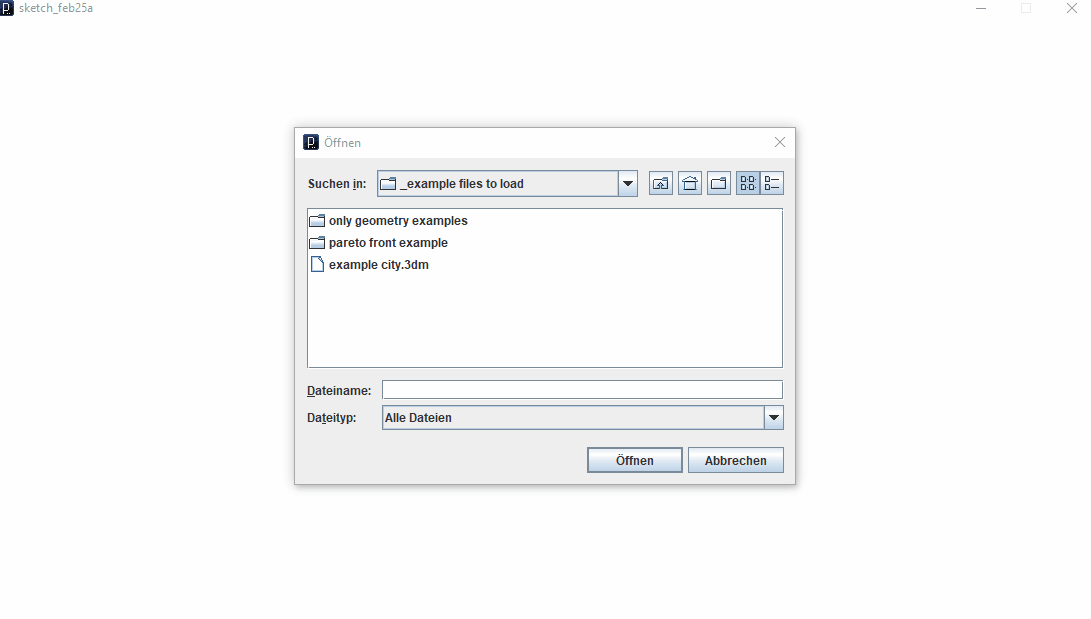 sketch_feb25a
Öffnen
Suchen in: _example files to load
only geometry examples
pareto front example
example city.3dm
Dateiname:
Dateityp: Alle Dateien
Öffnen Abbrechen